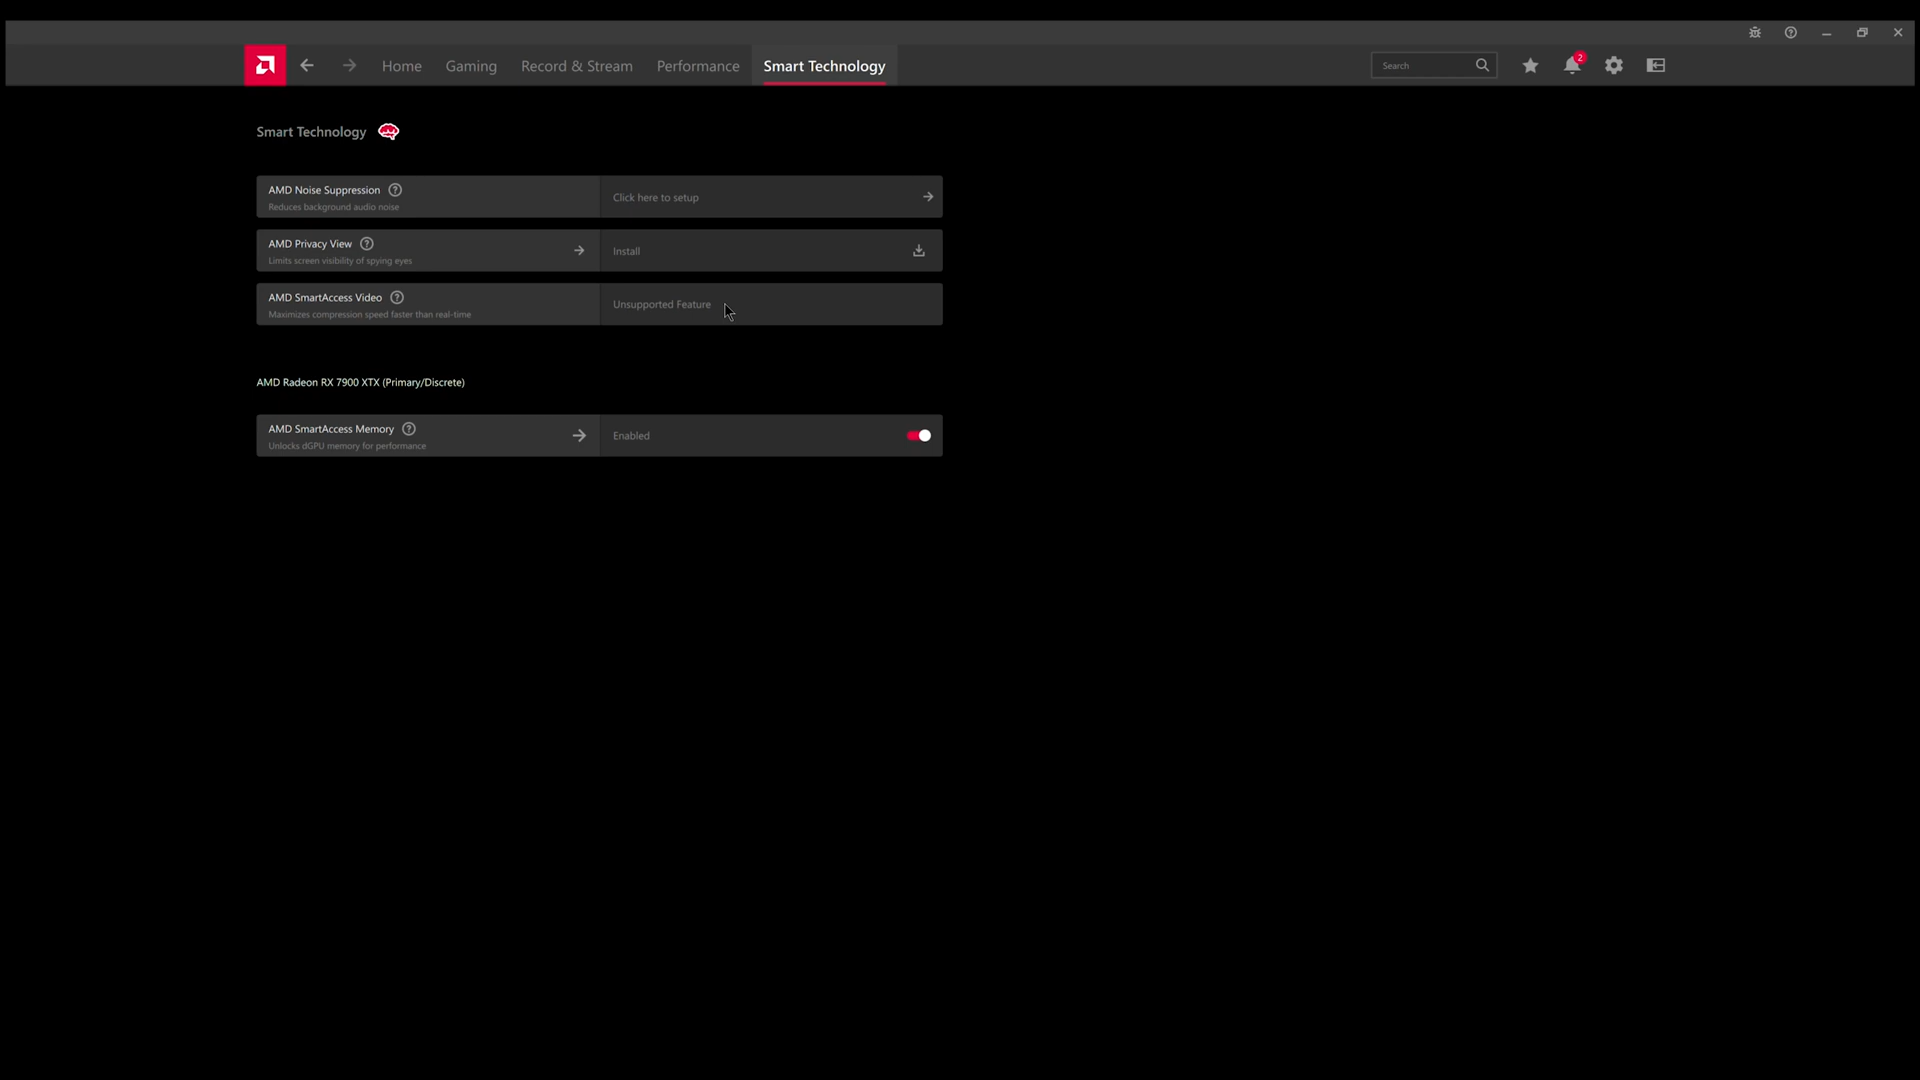 Home
Gaming
Record & Stream
Performance
Smart Technology
Search
2
Smart Technology
AMD Noise Suppression
Reduces background audio noise
Click here to setup
AMD Privacy View
Limits screen visibility of spying eyes
Install
AMD SmartAccess Video
Maximizes compression speed faster than real-time
Unsupported Feature
AMD Radeon RX 7900 XTX (Primary/Discrete)
AMD SmartAccess Memory
Unlocks dGPU memory for performance
Enabled